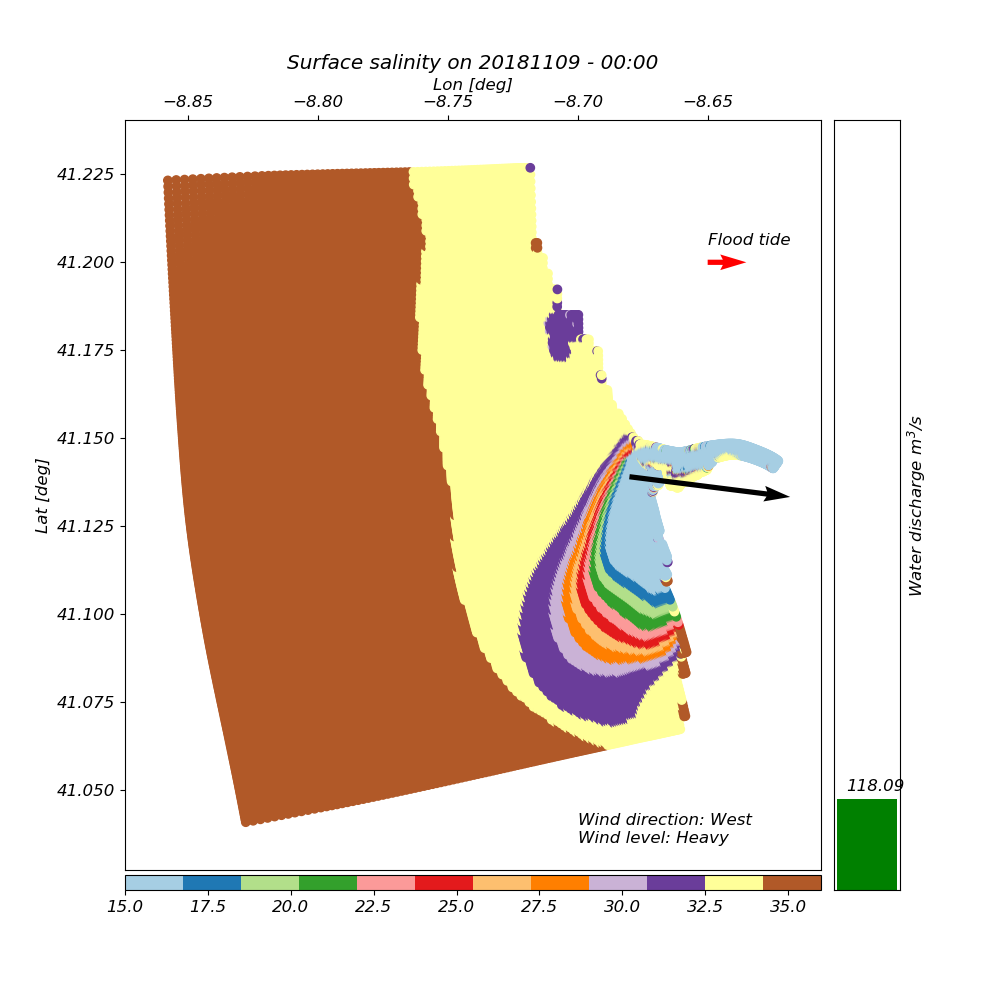 Surface salinity on 20181109 - 00:00
Lon [deg]
−8.85 −8.80 −8.75 −8.70 −8.65
41.225
41.200
41.175
41.150
41.125
41.100
41.075
41.050
Lat [deg]
Flood tide
Wind direction: West
Wind level: Heavy
15.0 17.5 20.0 22.5 25.0 27.5 30.0 32.5 35.0
118.09
Water discharge m³/s